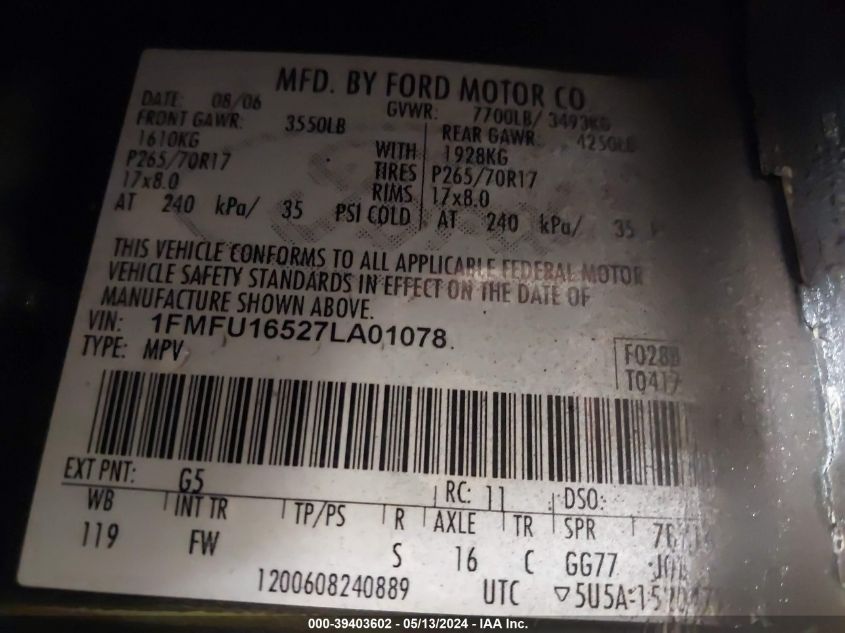 MFD. BY FORD MOTOR CO
DATE: 08/06 GVWR: 7700LB/ 3493KG
FRONT GAWR: 3550LB REAR GAWR: 4250LB
1610KG WITH 1928KG
P265/70R17 TIRES P265/70R17
17x8.0 RIMS 17x8.0
AT 240 kPa/ 35 PSI COLD AT 240 kPa/ 35
THIS VEHICLE CONFORMS TO ALL APPLICABLE FEDERAL MOTOR
VEHICLE SAFETY STANDARDS IN EFFECT ON THE DATE OF
MANUFACTURE SHOWN ABOVE.
VIN: 1FMFU16527LA01078
TYPE: MPV
F028B
T0417
EXT PNT: G5 RC: 11 DSO:
WB INT TR TP/PS R AXLE TR SPR
119 FW S 16 C GG77
1200608240889 UTC
000-39403602 - 05/13/2024 - IAA Inc.